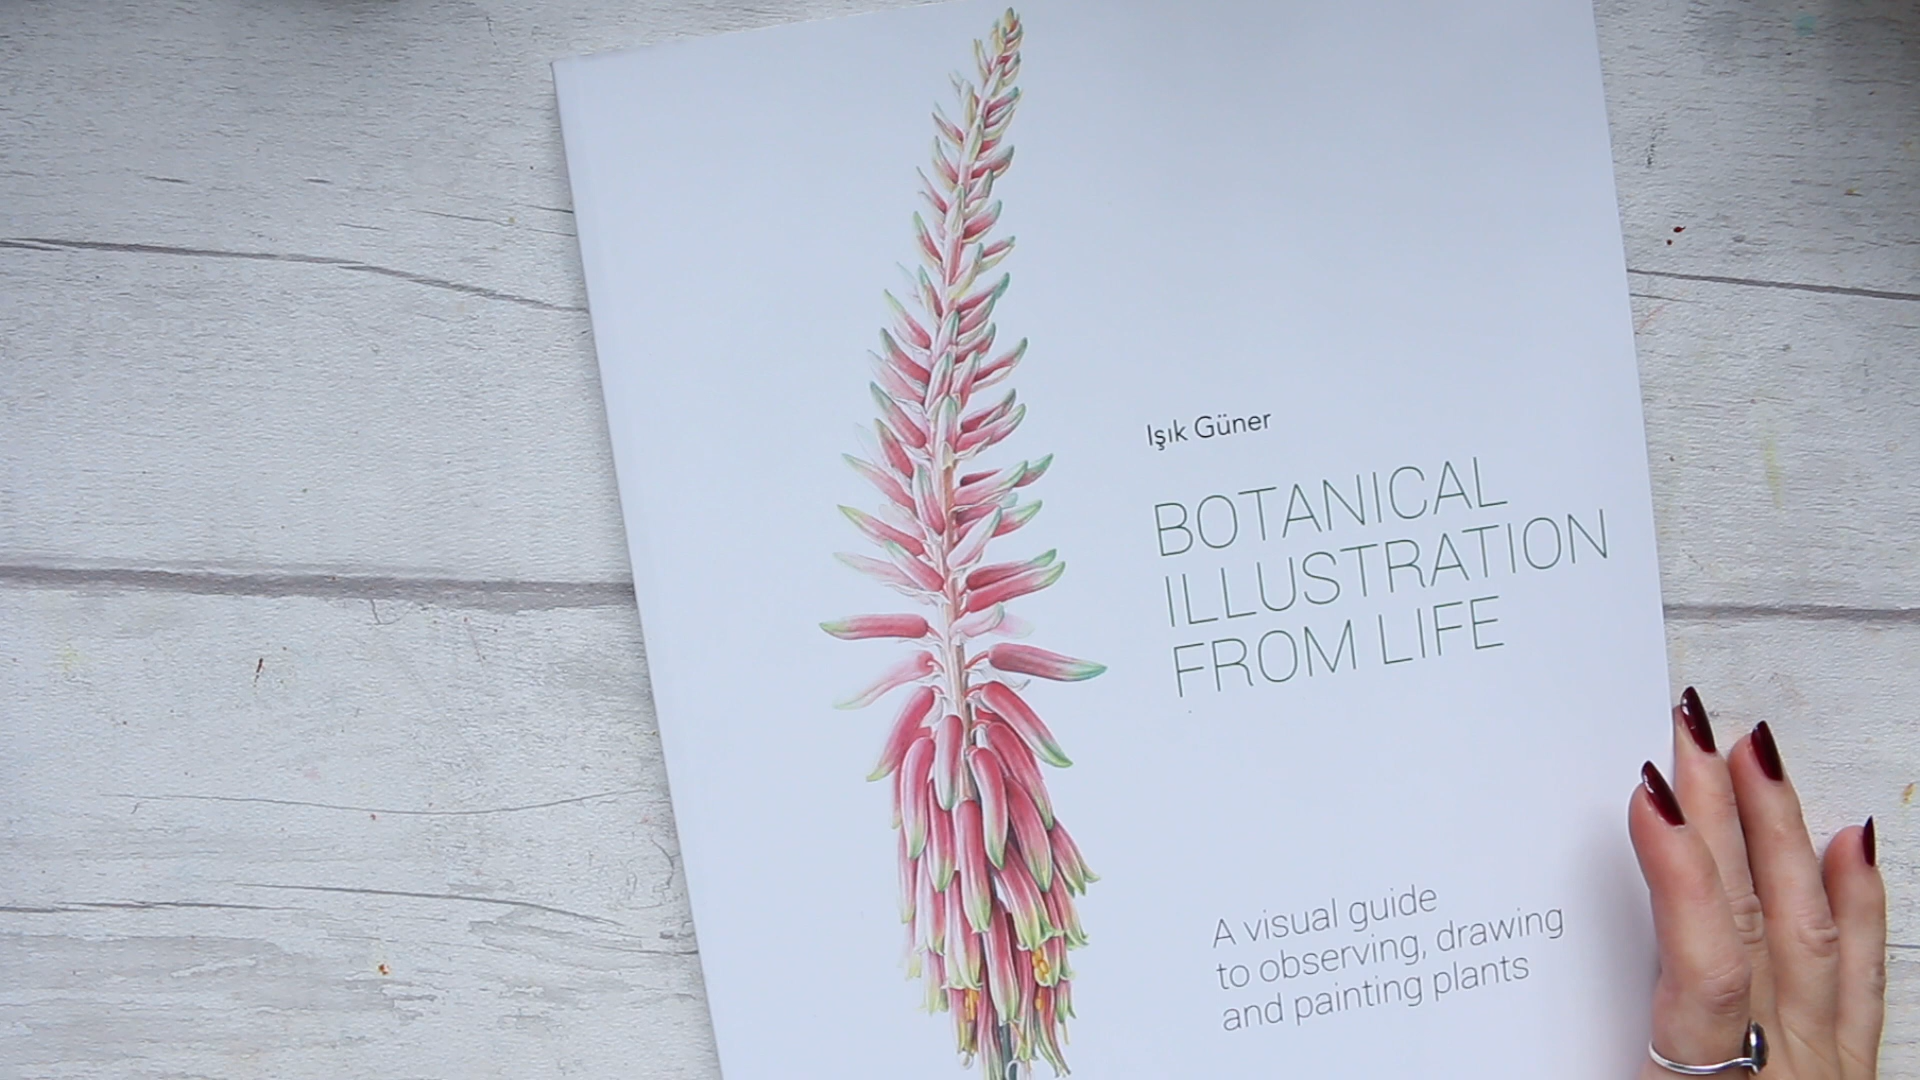 Işık Güner
BOTANICAL
ILLUSTRATION
FROM LIFE
A visual guide
to observing, drawing
and painting plants